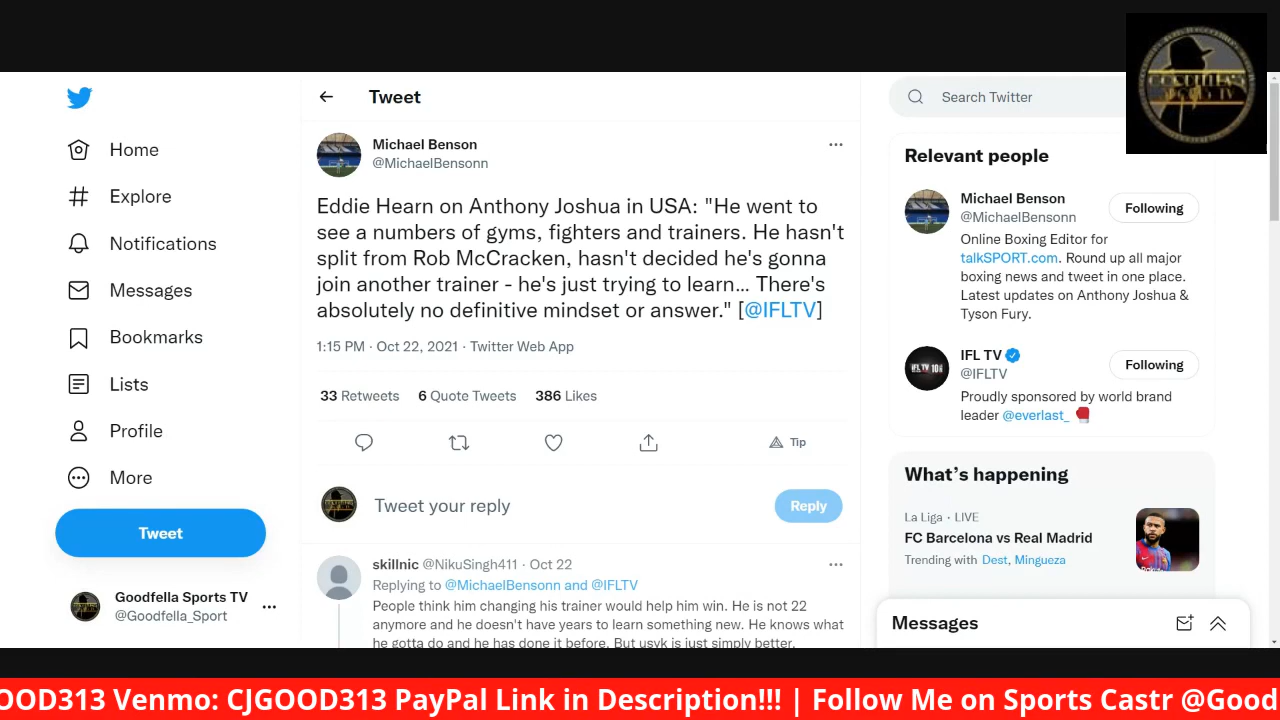 Tweet
Search Twitter
Home
Explore
Notifications
Messages
Bookmarks
Lists
Profile
More
Tweet
Goodfella Sports TV
@Goodfella_Sport
Michael Benson
@MichaelBensonn
Eddie Hearn on Anthony Joshua in USA: "He went to
see a numbers of gyms, fighters and trainers. He hasn't
split from Rob McCracken, hasn't decided he's gonna
join another trainer - he's just trying to learn... There's
absolutely no definitive mindset or answer." [@IFLTV]
1:15 PM · Oct 22, 2021 · Twitter Web App
33 Retweets 6 Quote Tweets 386 Likes
Tip
Tweet your reply
Reply
skillnic @NikuSingh411 · Oct 22
Replying to @MichaelBensonn and @IFLTV
People think him changing his trainer would help him win. He is not 22
anymore and he doesn't have years to learn something new. He knows what
he gotta do and he has done it before. But usyk is just simply better.
Relevant people
Michael Benson
@MichaelBensonn
Following
Online Boxing Editor for
talkSPORT.com. Round up all major
boxing news and tweet in one place.
Latest updates on Anthony Joshua &
Tyson Fury.
IFL TV
@IFLTV
Following
Proudly sponsored by world brand
leader @everlast_
What's happening
La Liga · LIVE
FC Barcelona vs Real Madrid
Trending with Dest, Mingueza
Messages
OOD313 Venmo: CJGOOD313 PayPal Link in Description!!! | Follow Me on Sports Castr @Good